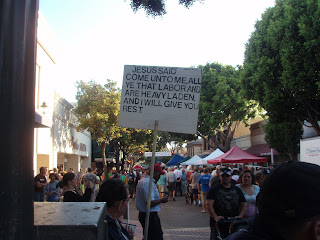 JESUS SAID
COME UNTO ME, ALL
YE THAT LABOR AND
ARE HEAVY LADEN,
AND I WILL GIVE YOU
REST